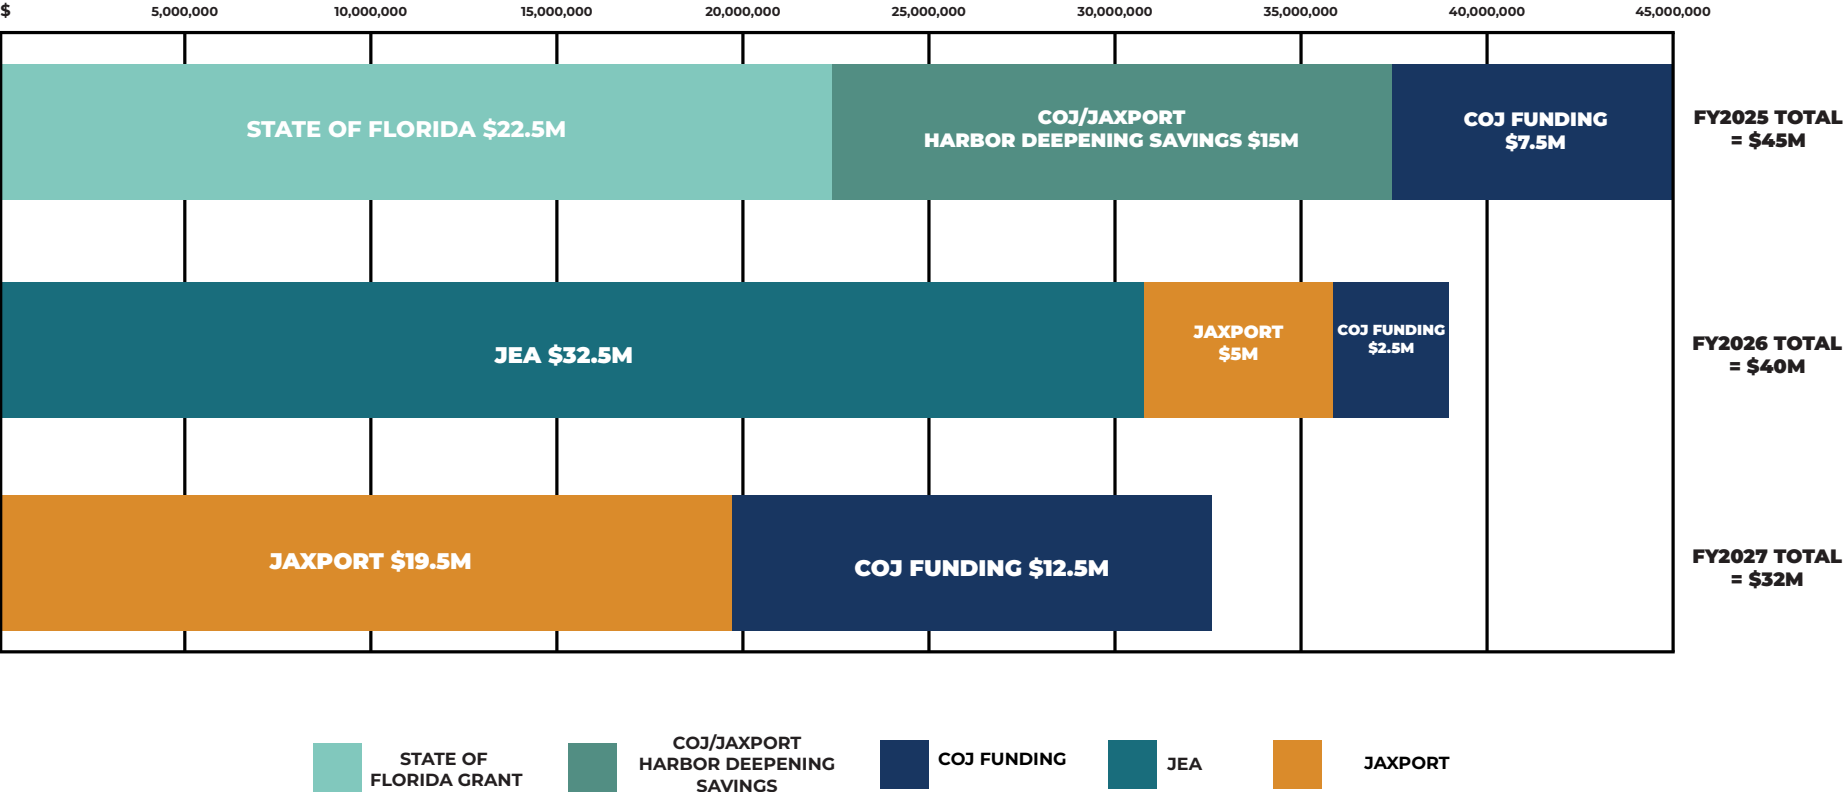 $ 5,000,000 10,000,000 15,000,000 20,000,000 25,000,000 30,000,000 35,000,000 40,000,000 45,000,000
STATE OF FLORIDA $22.5M
COJ/JAXPORT
HARBOR DEEPENING SAVINGS $15M
COJ FUNDING
$7.5M
FY2025 TOTAL
= $45M
JEA $32.5M
JAXPORT
$5M
COJ FUNDING
$2.5M
FY2026 TOTAL
= $40M
JAXPORT $19.5M
COJ FUNDING $12.5M
FY2027 TOTAL
= $32M
STATE OF
FLORIDA GRANT
COJ/JAXPORT
HARBOR DEEPENING
SAVINGS
COJ FUNDING
JEA
JAXPORT